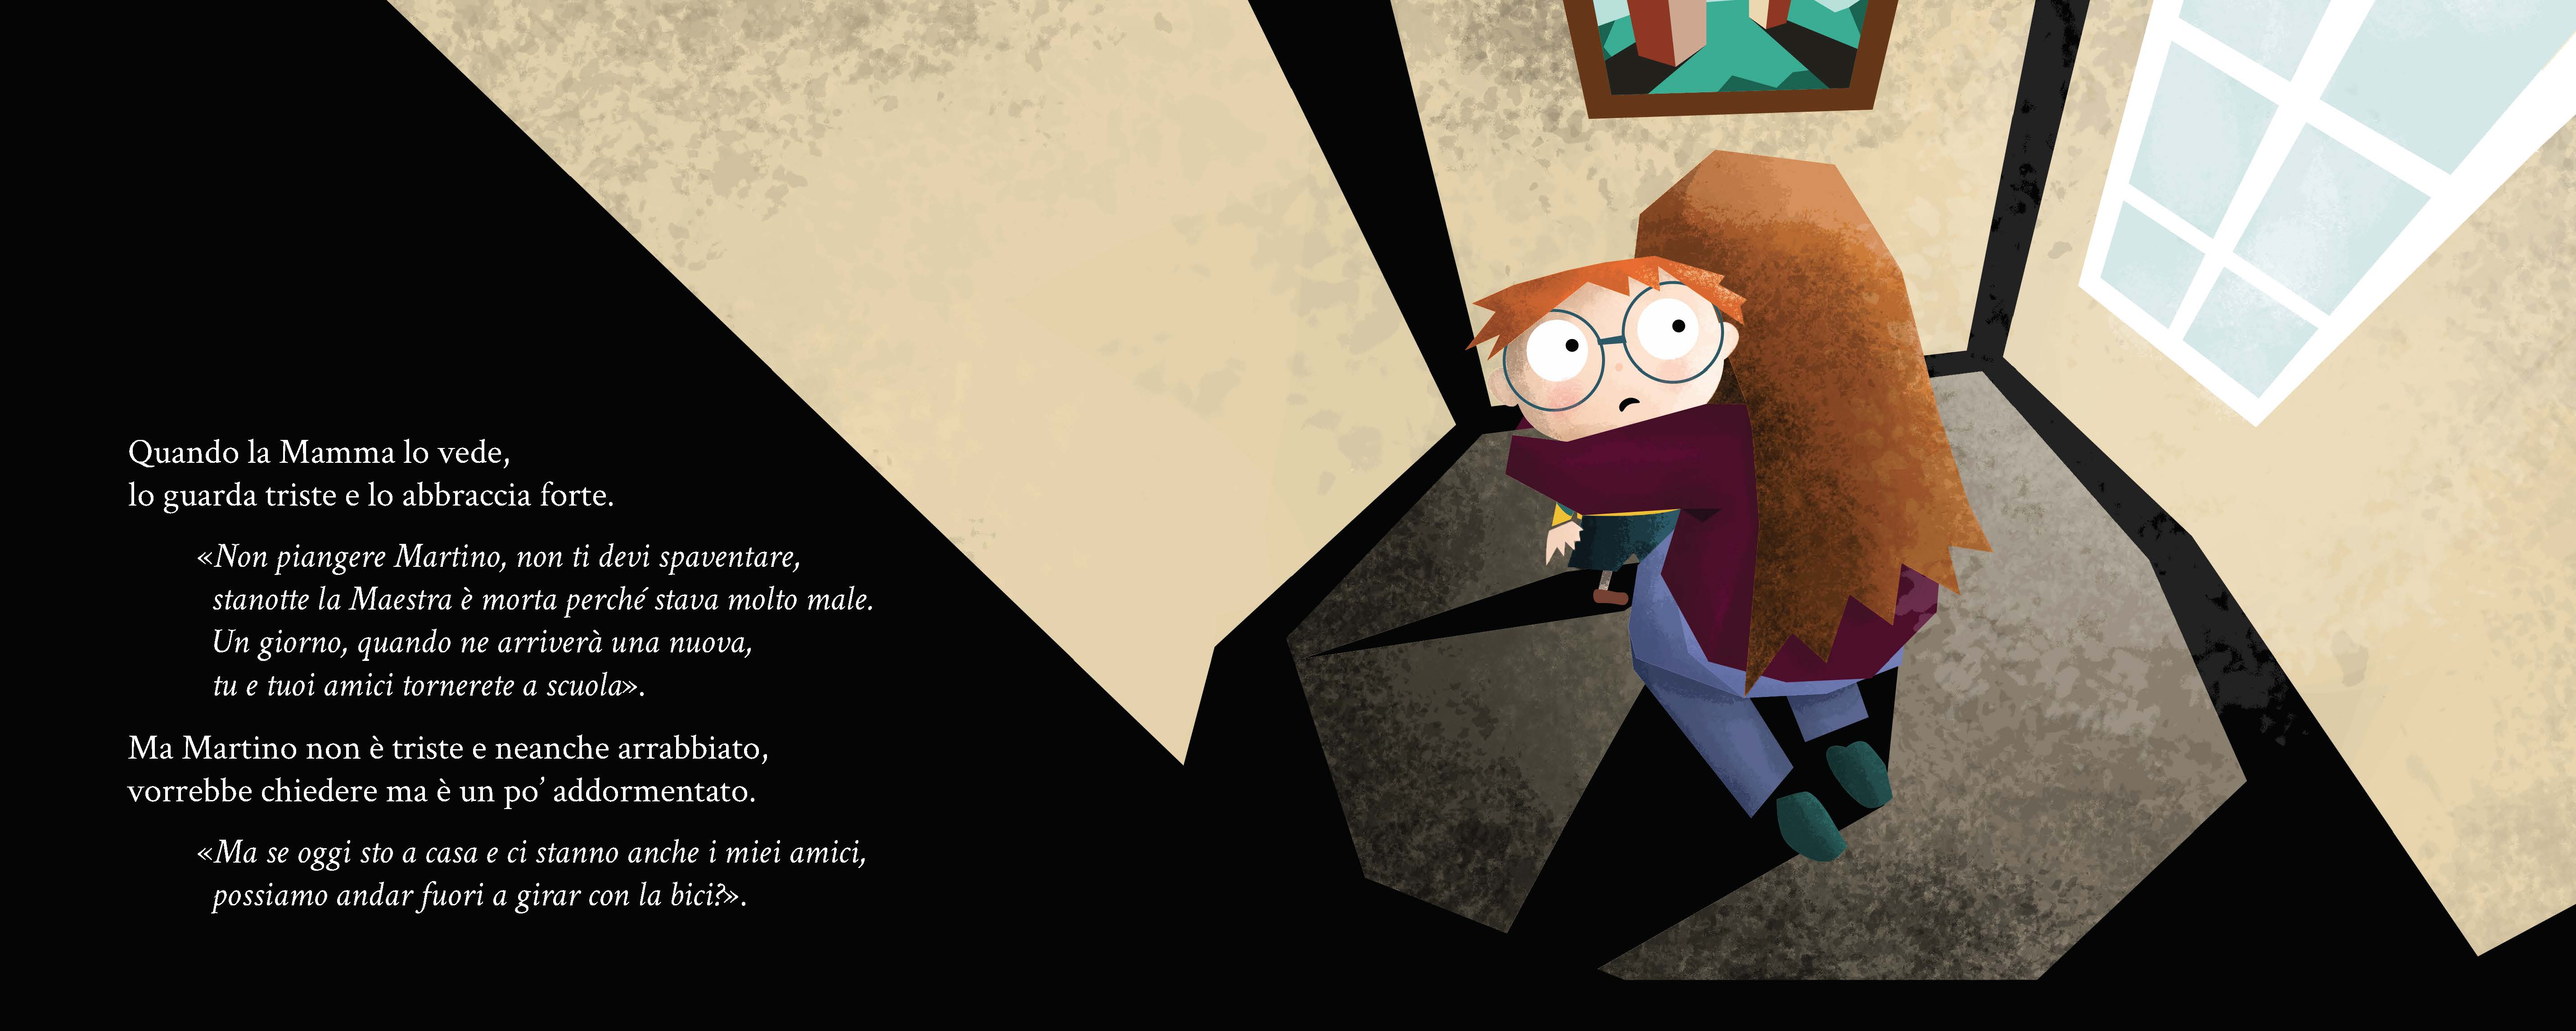 Quando la Mamma lo vede,
lo guarda triste e lo abbraccia forte.
«Non piangere Martino, non ti devi spaventare,
stanotte la Maestra è morta perché stava molto male.
Un giorno, quando ne arriverà una nuova,
tu e tuoi amici tornerete a scuola».
Ma Martino non è triste e neanche arrabbiato,
vorrebbe chiedere ma è un po’ addormentato.
«Ma se oggi sto a casa e ci stanno anche i miei amici,
possiamo andar fuori a girar con la bici?».